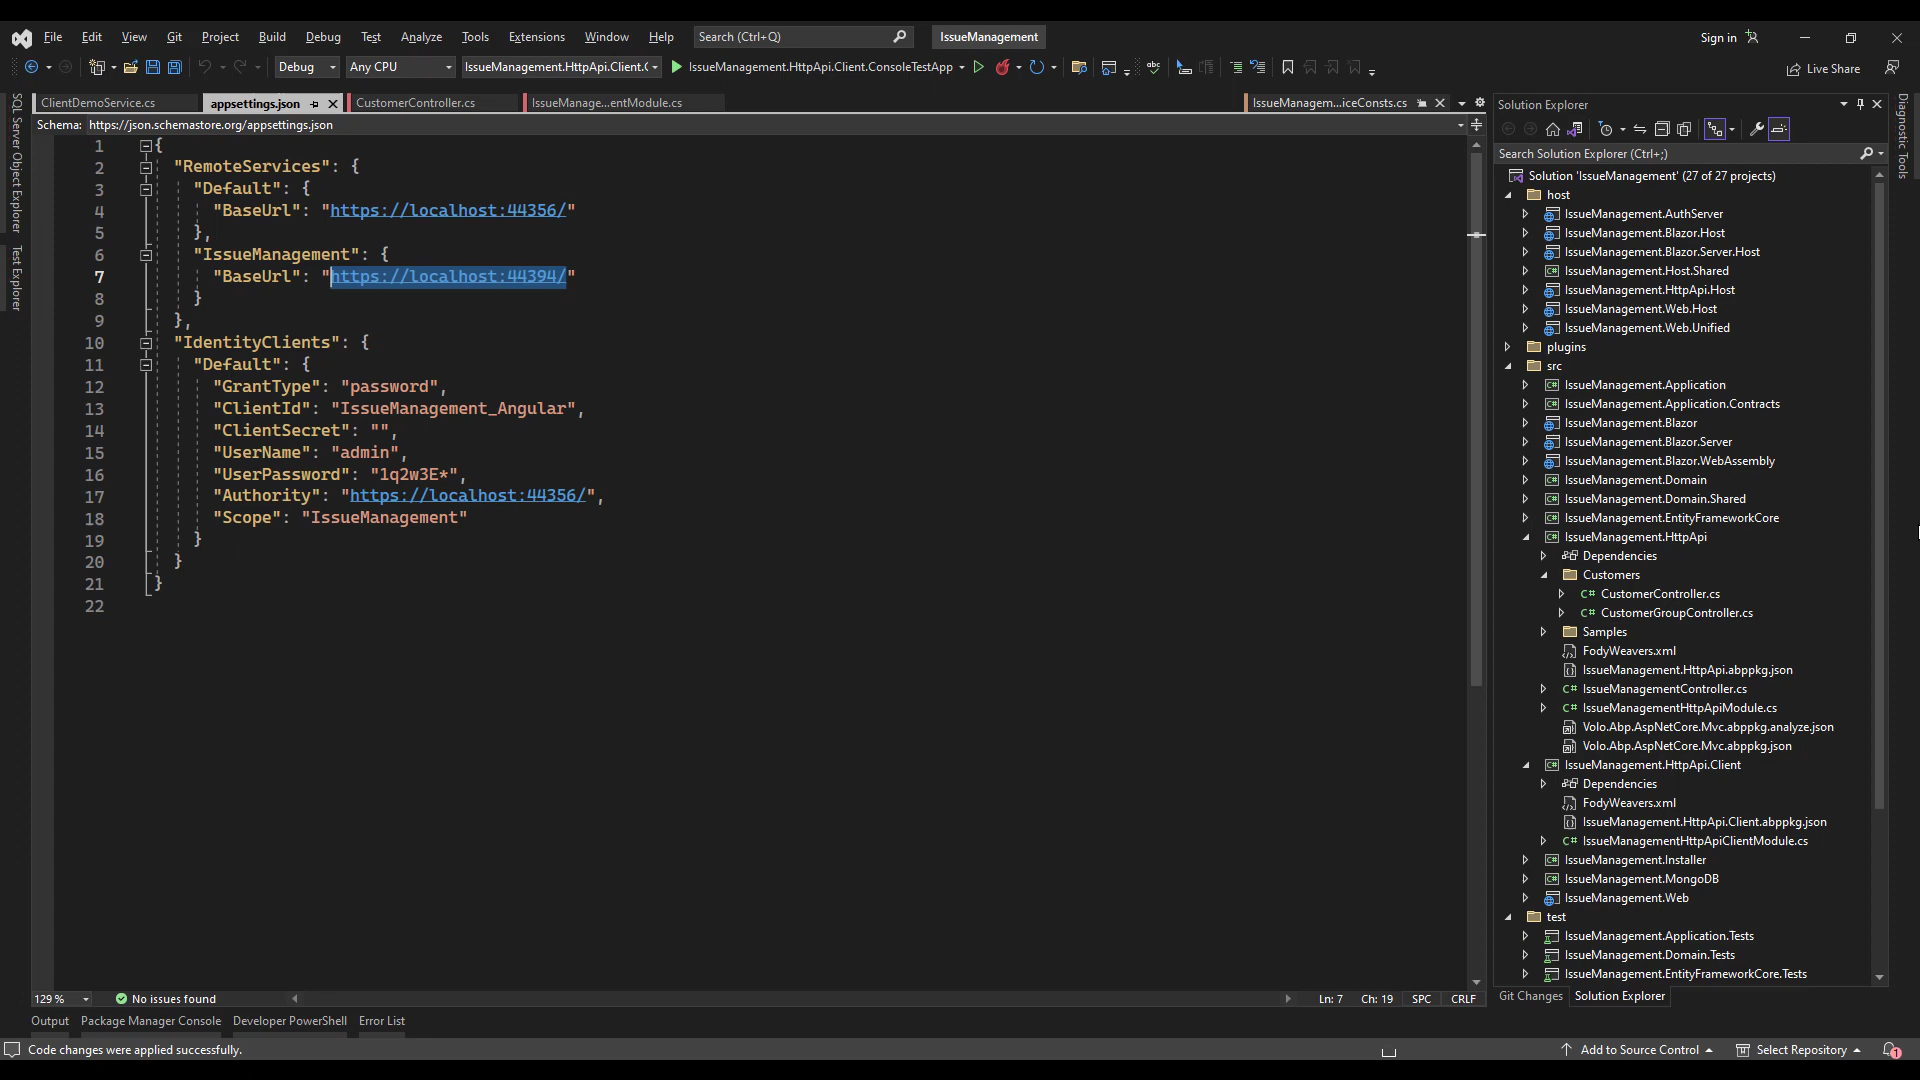 File Edit View Git Project Build Debug Test Analyze Tools Extensions Window Help Search (Ctrl+Q) IssueManagement Sign in
Debug Any CPU IssueManagement.HttpApi.Client.C IssueManagement.HttpApi.Client.ConsoleTestApp Live Share
ClientDemoService.cs appsettings.json CustomerController.cs IssueManage...entModule.cs IssueManagem...iceConsts.cs
Schema: https://json.schemastore.org/appsettings.json
SQL Server Object Explorer
Test Explorer
1 {
2 "RemoteServices": {
3 "Default": {
4 "BaseUrl": "https://localhost:44356/"
5 },
6 "IssueManagement": {
7 "BaseUrl": "https://localhost:44394/"
8 }
9 },
10 "IdentityClients": {
11 "Default": {
12 "GrantType": "password",
13 "ClientId": "IssueManagement_Angular",
14 "ClientSecret": "",
15 "UserName": "admin",
16 "UserPassword": "1q2w3E*",
17 "Authority": "https://localhost:44356/",
18 "Scope": "IssueManagement"
19 }
20 }
21 }
22
129 % No issues found Ln: 7 Ch: 19 SPC CRLF
Output Package Manager Console Developer PowerShell Error List
Code changes were applied successfully.
Solution Explorer
Search Solution Explorer (Ctrl+;)
Solution 'IssueManagement' (27 of 27 projects)
host
IssueManagement.AuthServer
IssueManagement.Blazor.Host
IssueManagement.Blazor.Server.Host
IssueManagement.Host.Shared
IssueManagement.HttpApi.Host
IssueManagement.Web.Host
IssueManagement.Web.Unified
plugins
src
IssueManagement.Application
IssueManagement.Application.Contracts
IssueManagement.Blazor
IssueManagement.Blazor.Server
IssueManagement.Blazor.WebAssembly
IssueManagement.Domain
IssueManagement.Domain.Shared
IssueManagement.EntityFrameworkCore
IssueManagement.HttpApi
Dependencies
Customers
C# CustomerController.cs
C# CustomerGroupController.cs
Samples
FodyWeavers.xml
IssueManagement.HttpApi.abppkg.json
C# IssueManagementController.cs
C# IssueManagementHttpApiModule.cs
Volo.Abp.AspNetCore.Mvc.abppkg.analyze.json
Volo.Abp.AspNetCore.Mvc.abppkg.json
IssueManagement.HttpApi.Client
Dependencies
FodyWeavers.xml
IssueManagement.HttpApi.Client.abppkg.json
C# IssueManagementHttpApiClientModule.cs
IssueManagement.Installer
IssueManagement.MongoDB
IssueManagement.Web
test
IssueManagement.Application.Tests
IssueManagement.Domain.Tests
IssueManagement.EntityFrameworkCore.Tests
Git Changes Solution Explorer
Add to Source Control Select Repository 1
Diagnostic Tools